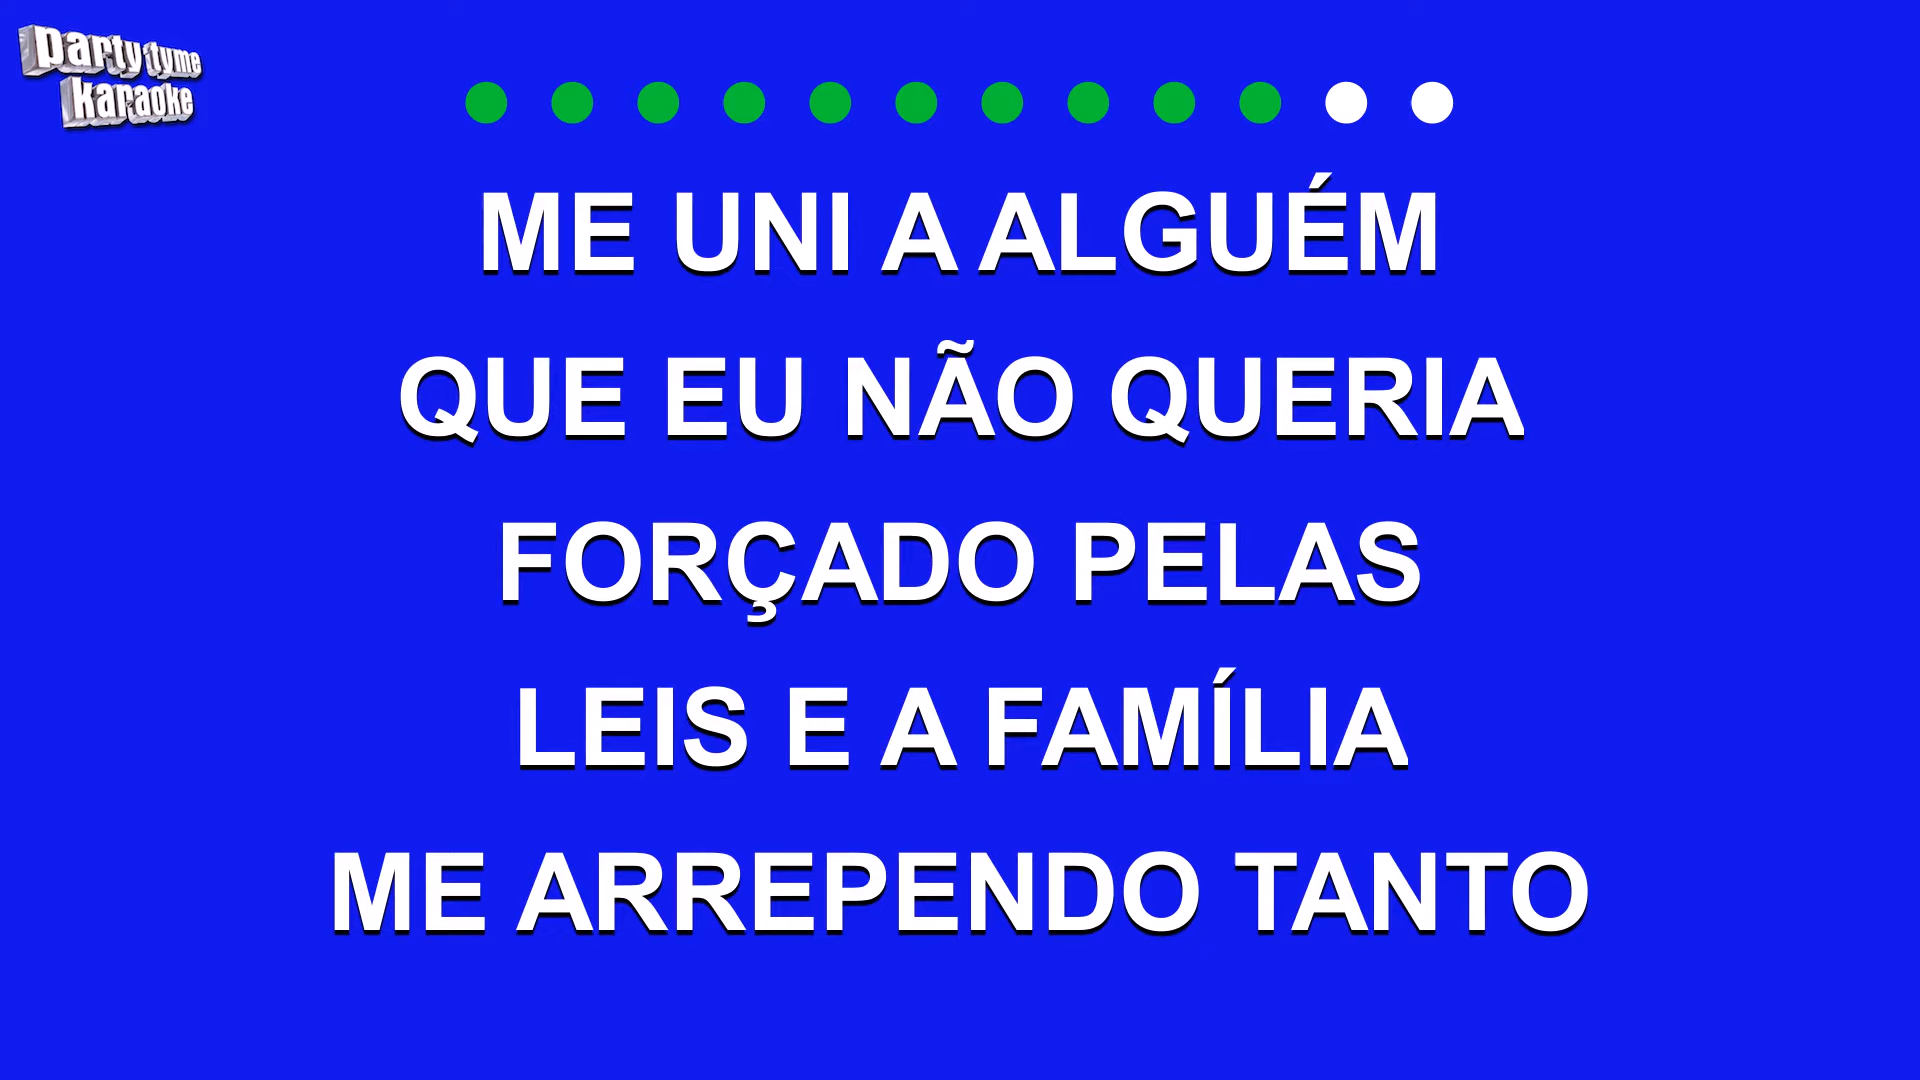 party tyme
karaoke
ME UNI A ALGUÉM
QUE EU NÃO QUERIA
FORÇADO PELAS
LEIS E A FAMÍLIA
ME ARREPENDO TANTO